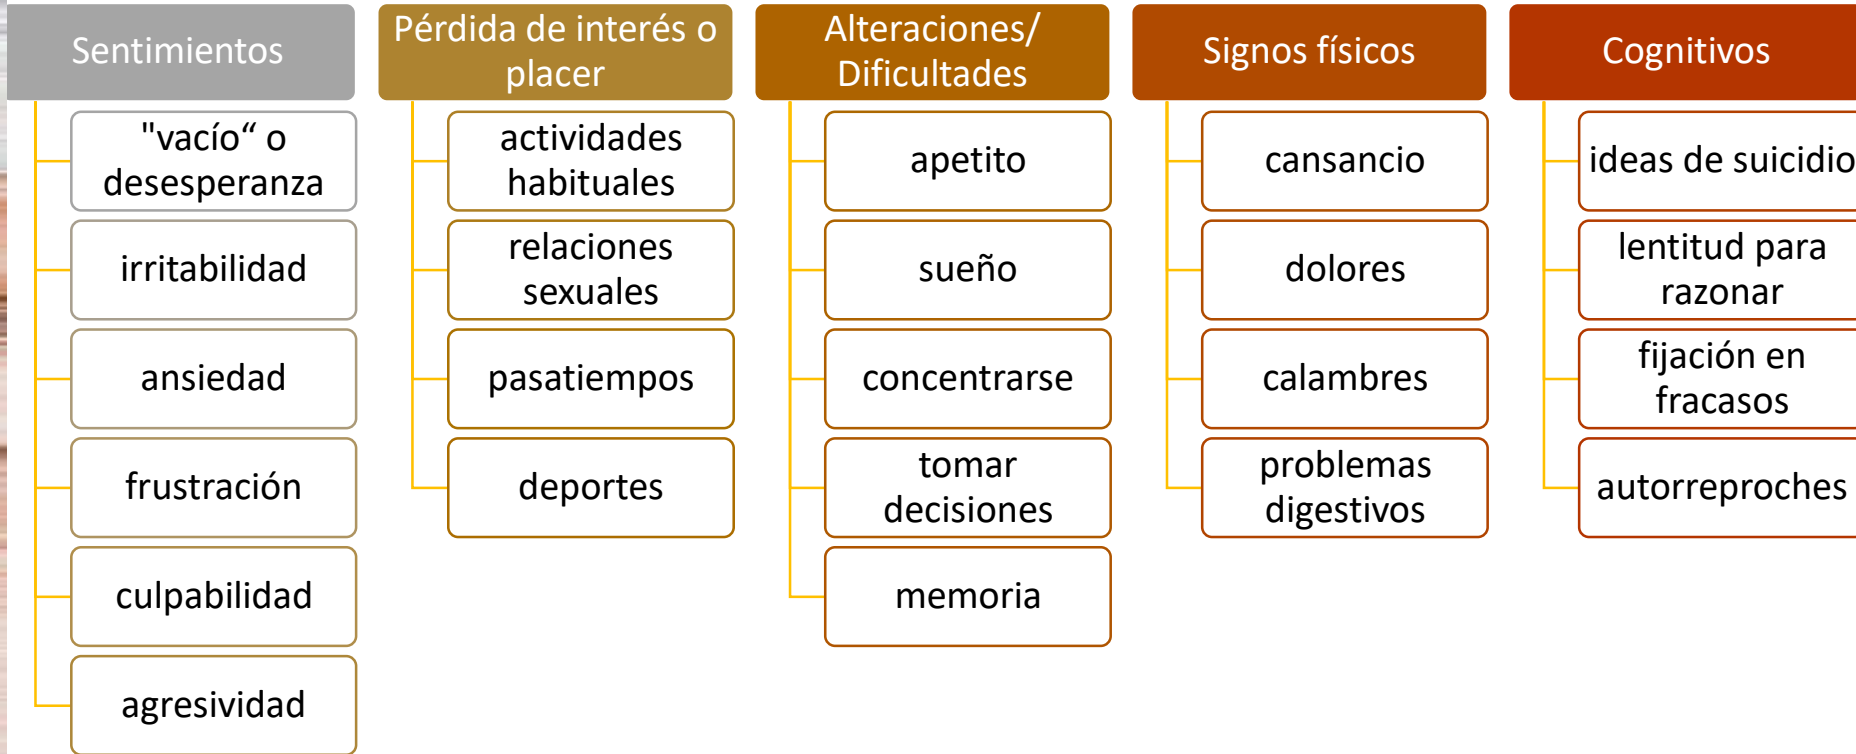 Sentimientos
"vacío“ o
desesperanza
irritabilidad
ansiedad
frustración
culpabilidad
agresividad
Pérdida de interés o
placer
actividades
habituales
relaciones
sexuales
pasatiempos
deportes
Alteraciones/
Dificultades
apetito
sueño
concentrarse
tomar
decisiones
memoria
Signos físicos
cansancio
dolores
calambres
problemas
digestivos
Cognitivos
ideas de suicidio
lentitud para
razonar
fijación en
fracasos
autorreproches